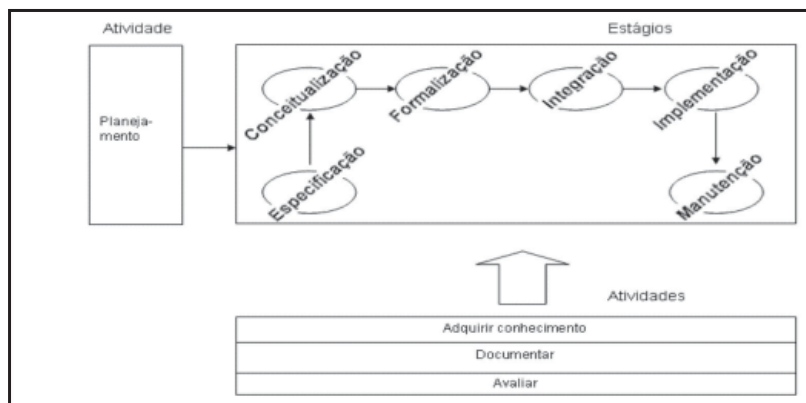 Atividade
Estágios
Planeja-
mento
Conceitualização
Formalização
Integração
Implementação
Especificação
Manutenção
Atividades
Adquirir conhecimento
Documentar
Avaliar